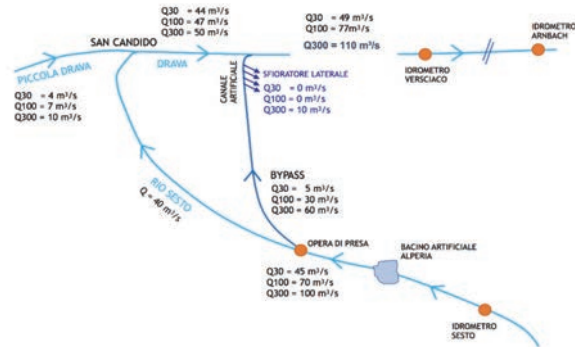 Q30 = 44 m³/s
Q100 = 47 m³/s
Q300 = 50 m³/s
Q30 = 49 m³/s
Q100 = 77m³/s
Q300 = 110 m³/s
IDROMETRO
ARNBACH
SAN CANDIDO
PICCOLA DRAVA
DRAVA
IDROMETRO
VERSCIACO
Q30 = 4 m³/s
Q100 = 7 m³/s
Q300 = 10 m³/s
CANALE
ARTIFICIALE
SFIORATORE LATERALE
Q30 = 0 m³/s
Q100 = 0 m³/s
Q300 = 10 m³/s
RIO SESTO
Q = 40 m³/s
BYPASS
Q30 = 5 m³/s
Q100 = 30 m³/s
Q300 = 60 m³/s
OPERA DI PRESA
Q30 = 45 m³/s
Q100 = 70 m³/s
Q300 = 100 m³/s
BACINO ARTIFICIALE
ALPERIA
IDROMETRO
SESTO